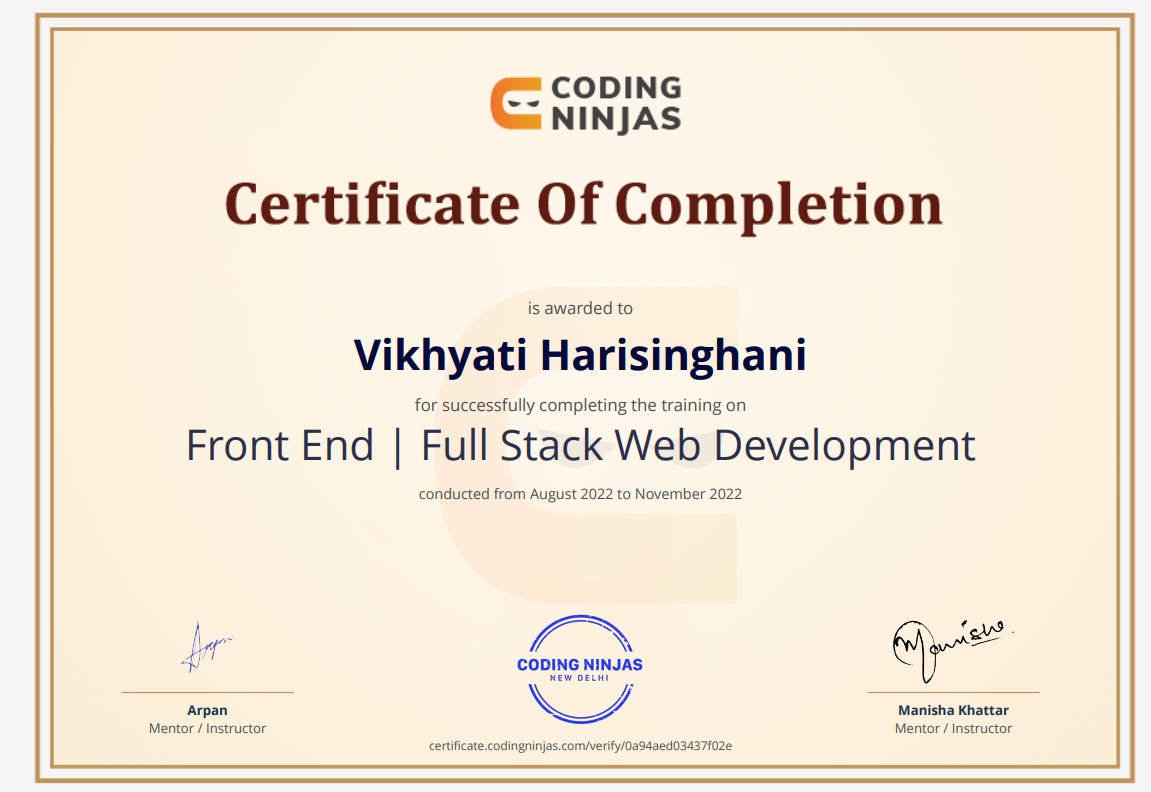 CODING
NINJAS
Certificate Of Completion
is awarded to
Vikhyati Harisinghani
for successfully completing the training on
Front End | Full Stack Web Development
conducted from August 2022 to November 2022
Arpan
Manisha.
CODING NINJAS
NEW DELHI
Arpan
Mentor / Instructor
Manisha Khattar
Mentor / Instructor
certificate.codingninjas.com/verify/0a94aed03437f02e